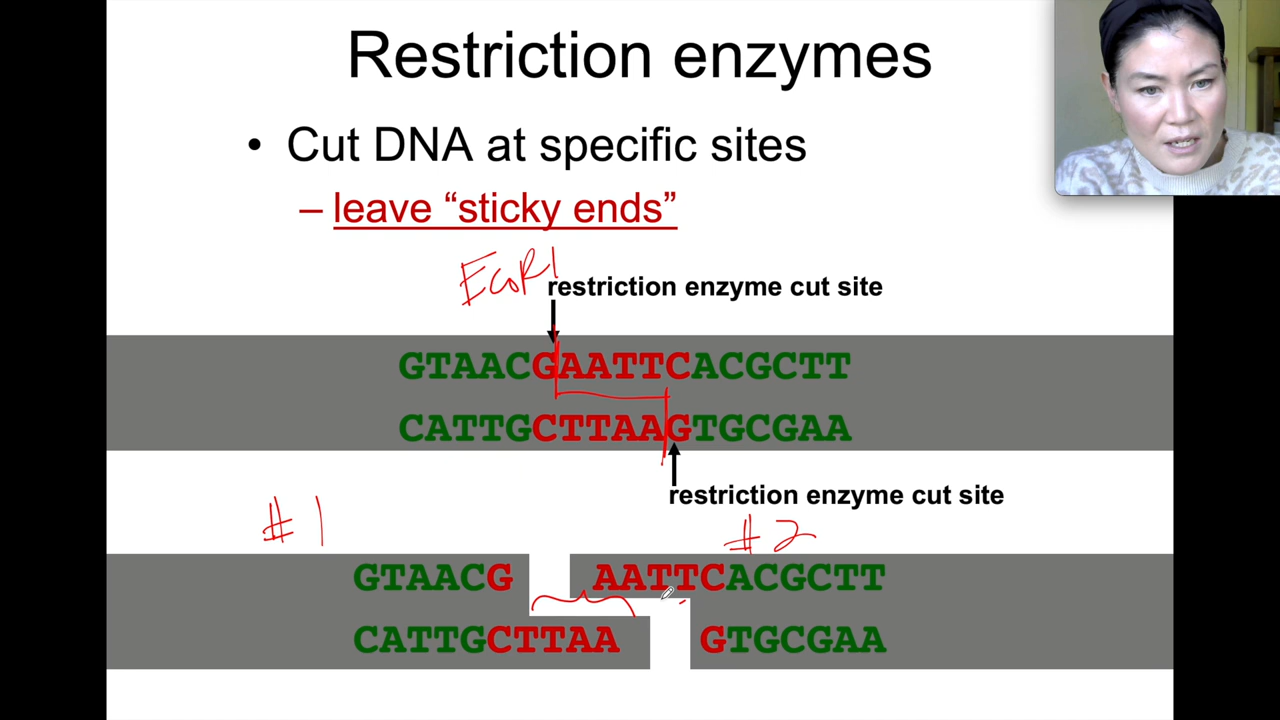 Restriction enzymes
• Cut DNA at specific sites
– leave “sticky ends”
EcoR1
restriction enzyme cut site
GTAACGAATTCACGCTT
CATTGCTTAAGTGCGAA
restriction enzyme cut site
#1
#2
GTAACG AATTCACGCTT
CATTGCTTAA GTGCGAA